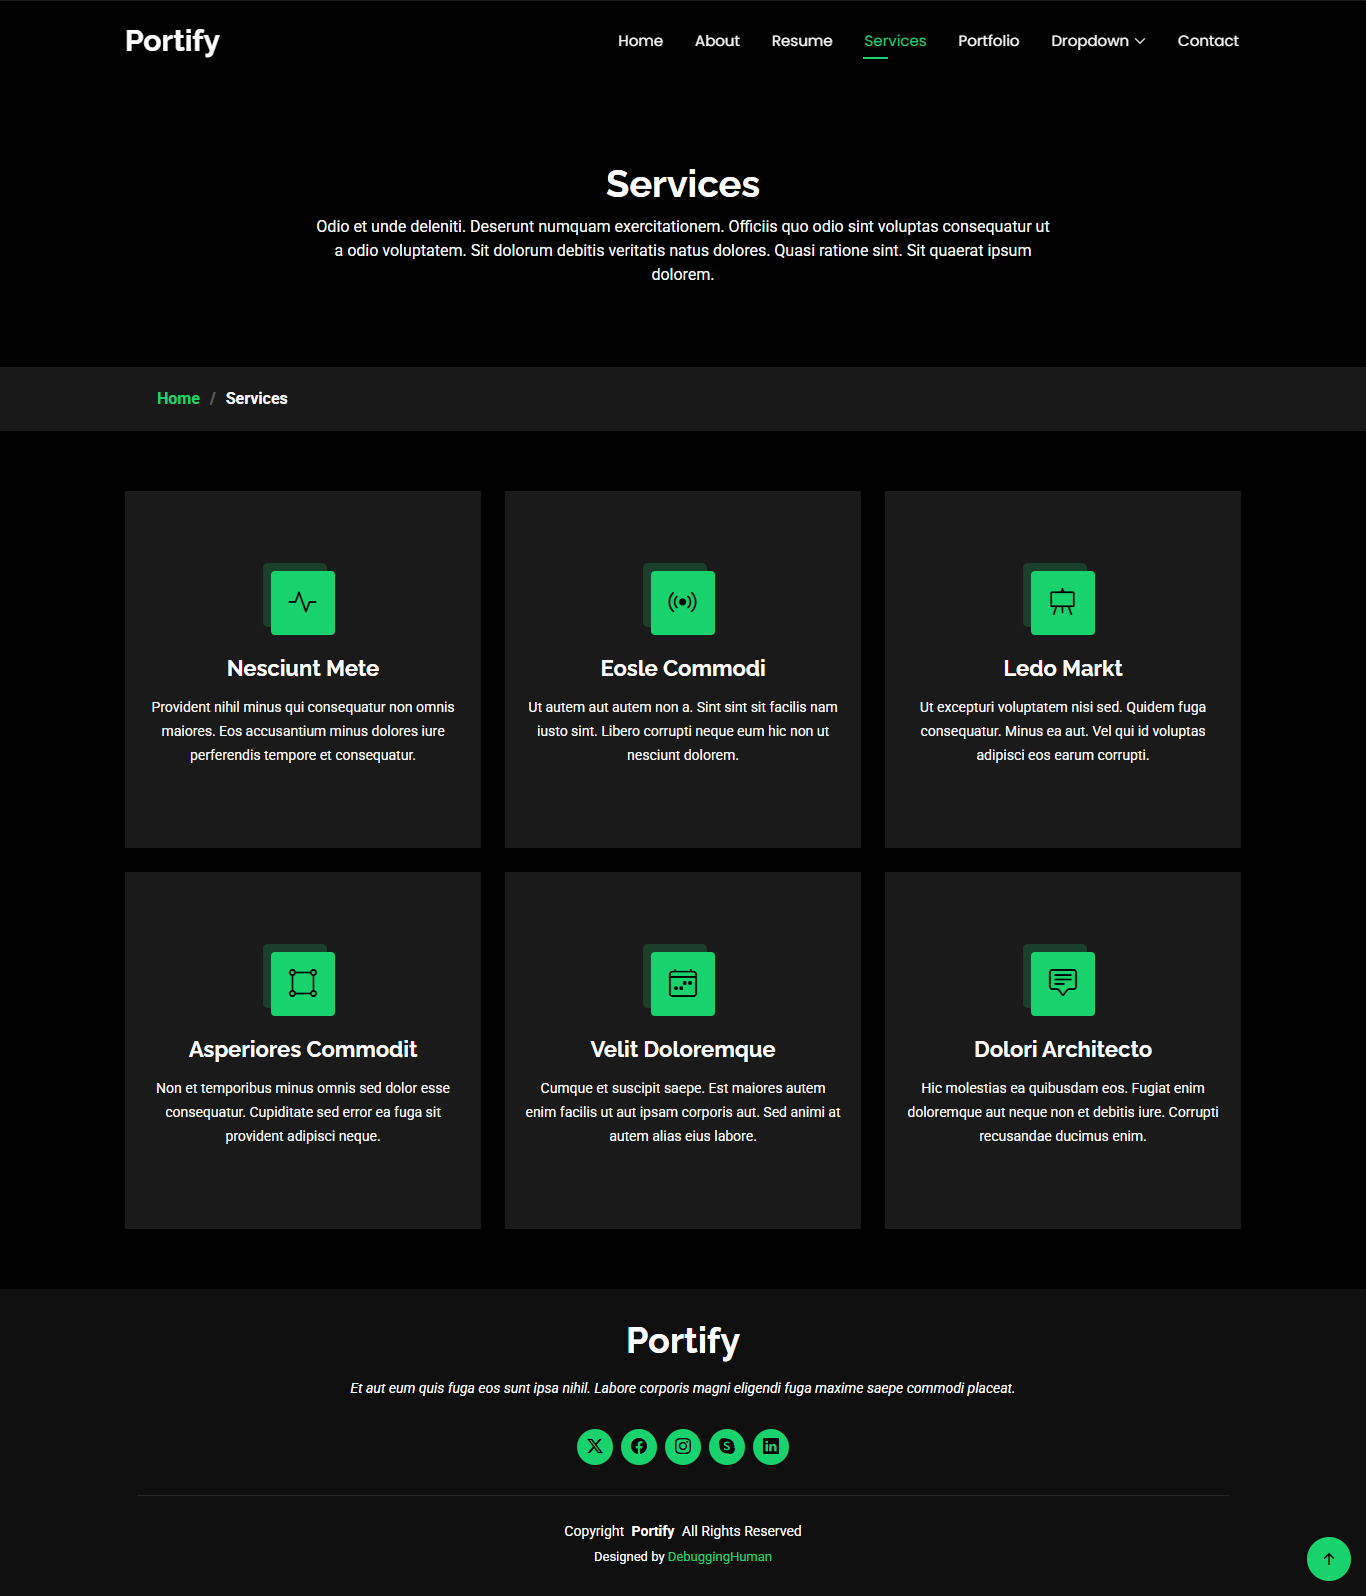 Portify
Home About Resume Services Portfolio Dropdown Contact
Services
Odio et unde deleniti. Deserunt numquam exercitationem. Officiis quo odio sint voluptas consequatur ut
a odio voluptatem. Sit dolorum debitis veritatis natus dolores. Quasi ratione sint. Sit quaerat ipsum
dolorem.
Home / Services
Nesciunt Mete
Provident nihil minus qui consequatur non omnis
maiores. Eos accusantium minus dolores iure
perferendis tempore et consequatur.
Eosle Commodi
Ut autem aut autem non a. Sint sint sit facilis nam
iusto sint. Libero corrupti neque eum hic non ut
nesciunt dolorem.
Ledo Markt
Ut excepturi voluptatem nisi sed. Quidem fuga
consequatur. Minus ea aut. Vel qui id voluptas
adipisci eos earum corrupti.
Asperiores Commodit
Non et temporibus minus omnis sed dolor esse
consequatur. Cupiditate sed error ea fuga sit
provident adipisci neque.
Velit Doloremque
Cumque et suscipit saepe. Est maiores autem
enim facilis ut aut ipsam corporis aut. Sed animi at
autem alias eius labore.
Dolori Architecto
Hic molestias ea quibusdam eos. Fugiat enim
doloremque aut neque non et debitis iure. Corrupti
recusandae ducimus enim.
Portify
Et aut eum quis fuga eos sunt ipsa nihil. Labore corporis magni eligendi fuga maxime saepe commodi placeat.
Copyright Portify All Rights Reserved
Designed by DebuggingHuman